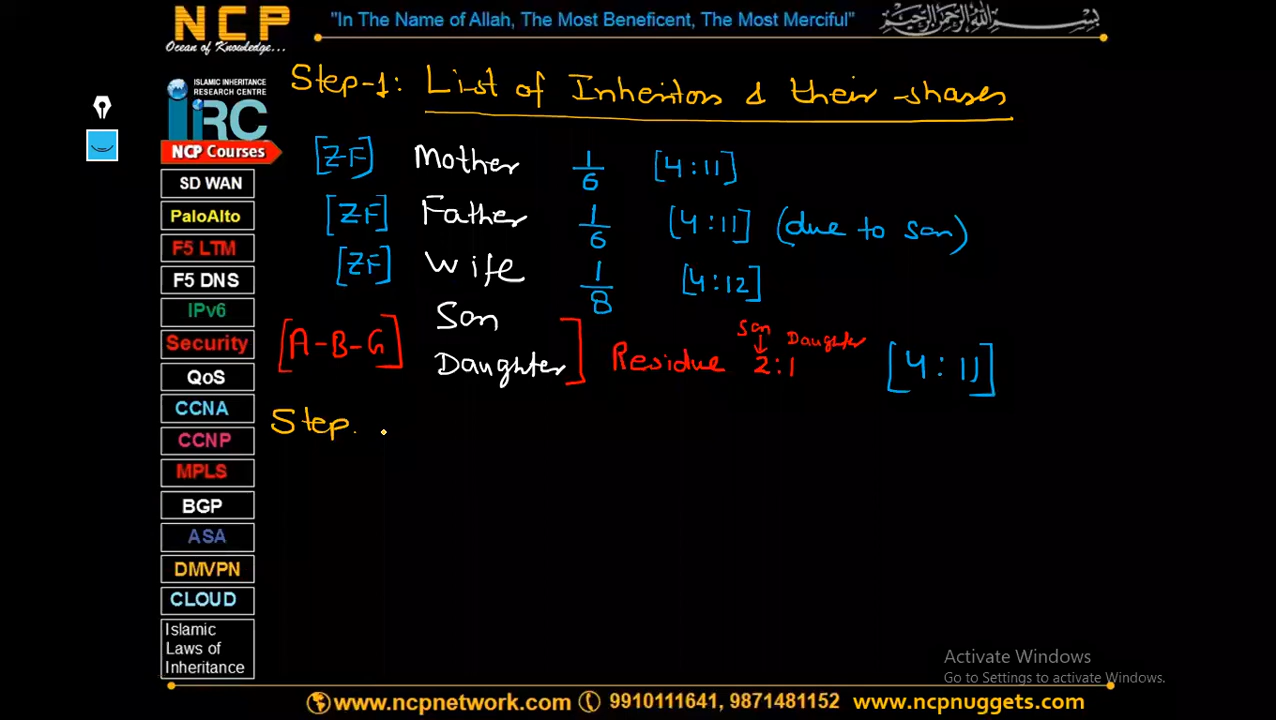 NCP
Ocean of Knowledge...
"In The Name of Allah, The Most Beneficent, The Most Merciful"
بسم الله الرحمن الرحيم
ISLAMIC INHERITANCE
RESEARCH CENTRE
iRC
NCP Courses
SD WAN
PaloAlto
F5 LTM
F5 DNS
IPv6
Security
QoS
CCNA
CCNP
MPLS
BGP
ASA
DMVPN
CLOUD
Islamic
Laws of
Inheritance
Step-1: List of Inheritors & their shares
[ZF] Mother 1/6 [4:11]
[ZF] Father 1/6 [4:11] (due to son)
[ZF] Wife 1/8 [4:12]
Son
[A-B-G] Daughter ] Residue 2:1 [4:11]
Son Daughter
Step.
Activate Windows
Go to Settings to activate Windows.
www.ncpnetwork.com 9910111641, 9871481152 www.ncpnuggets.com